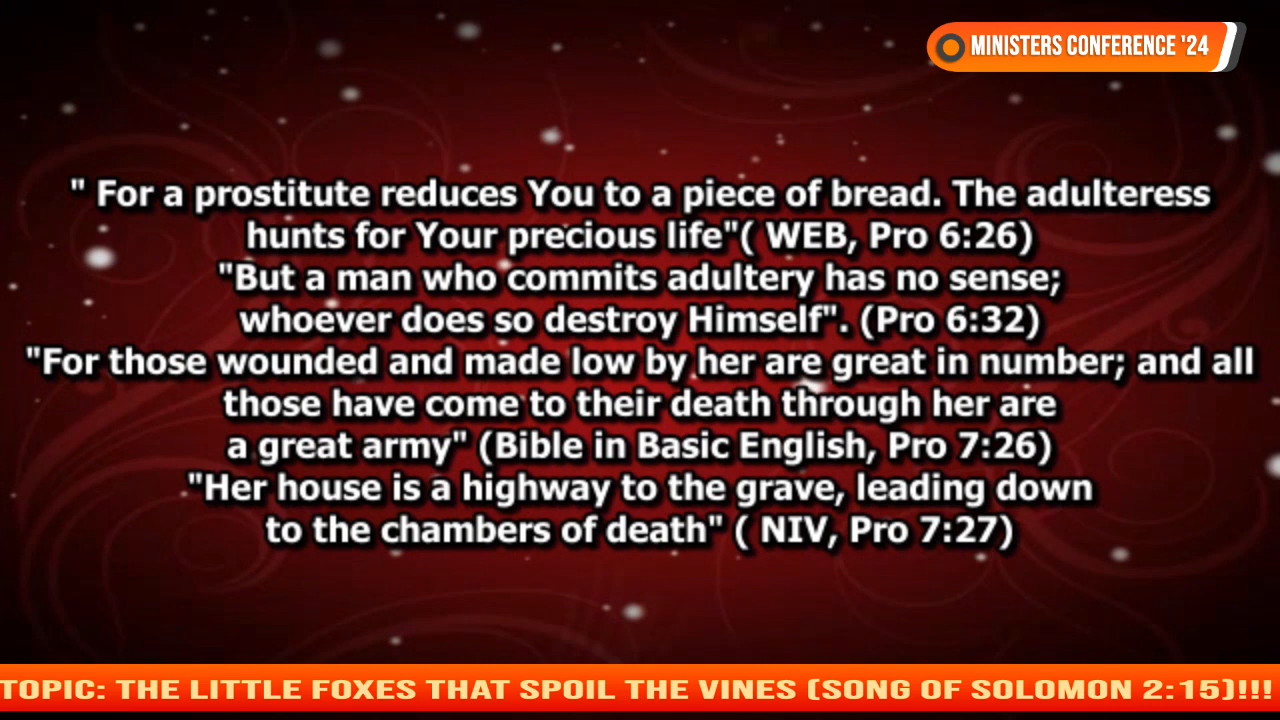 MINISTERS CONFERENCE '24
" For a prostitute reduces You to a piece of bread. The adulteress
hunts for Your precious life"( WEB, Pro 6:26)
"But a man who commits adultery has no sense;
whoever does so destroy Himself". (Pro 6:32)
"For those wounded and made low by her are great in number; and all
those have come to their death through her are
a great army" (Bible in Basic English, Pro 7:26)
"Her house is a highway to the grave, leading down
to the chambers of death" ( NIV, Pro 7:27)
TOPIC: THE LITTLE FOXES THAT SPOIL THE VINES (SONG OF SOLOMON 2:15)!!!